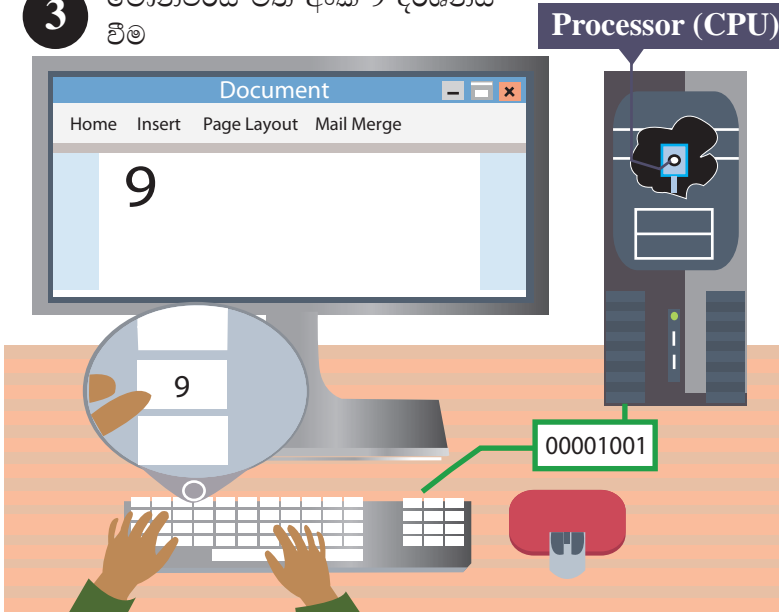 3
වීම
Processor (CPU)
Document
Home Insert Page Layout Mail Merge
9
9
00001001